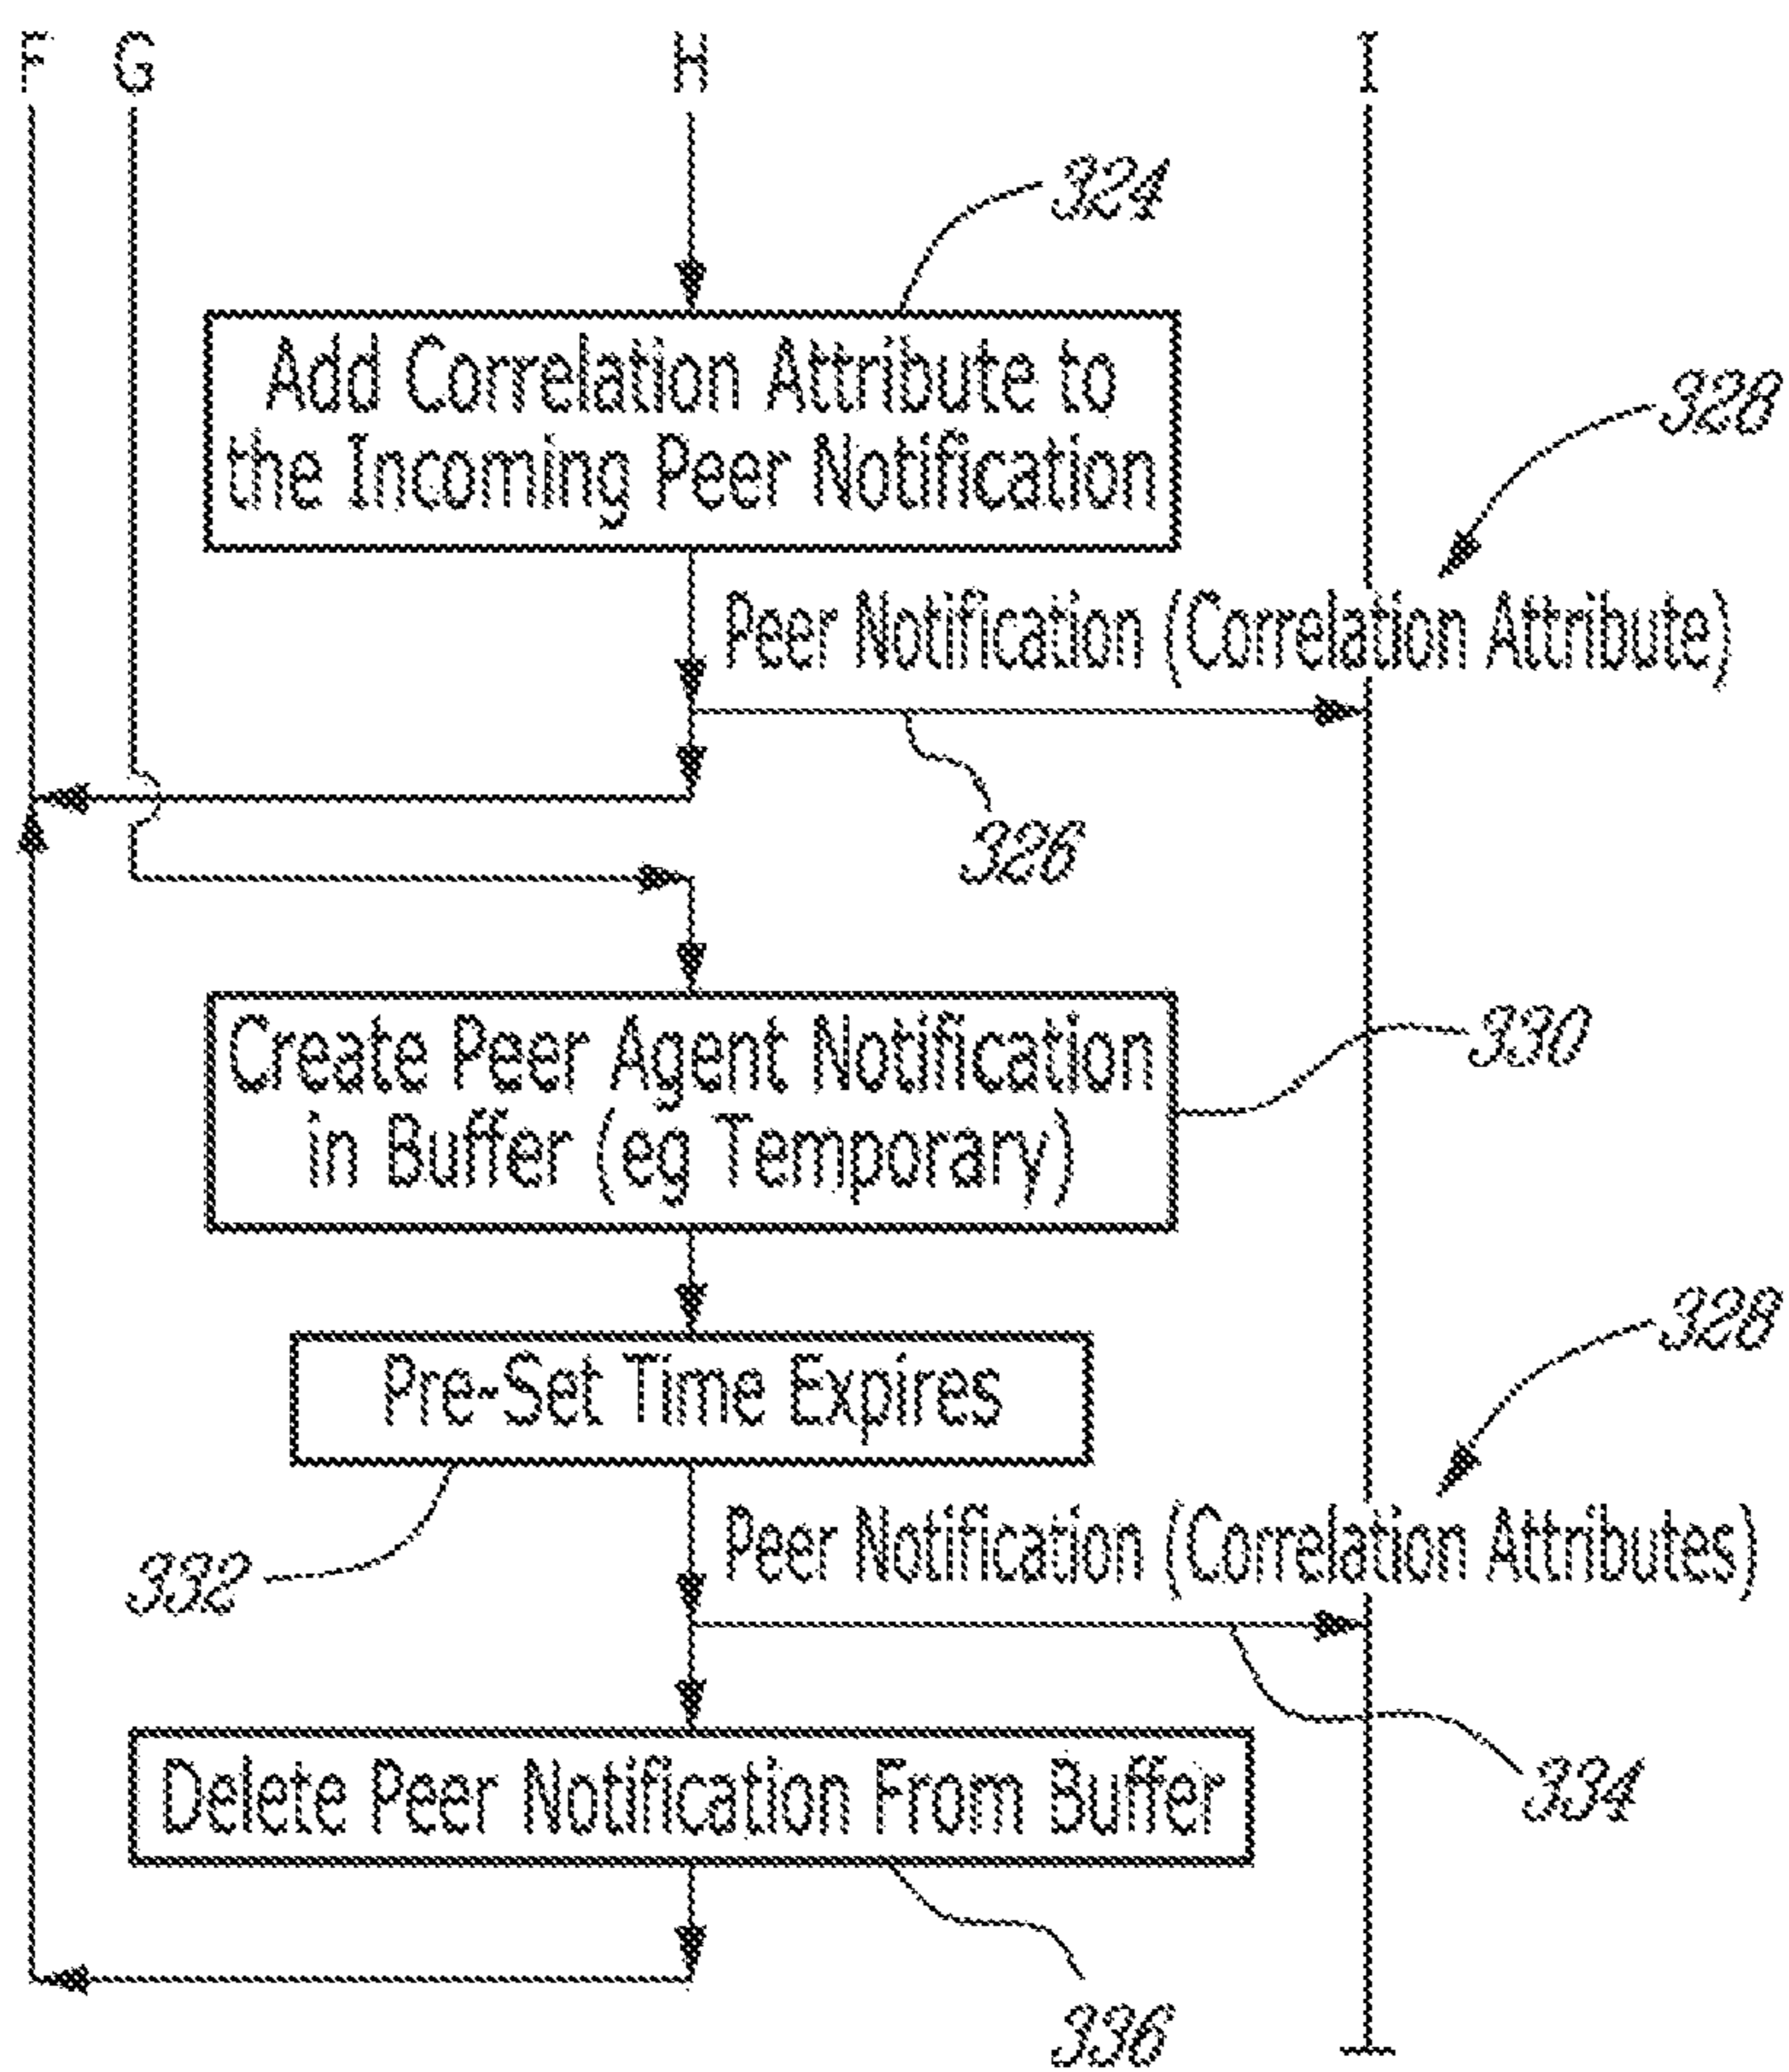 F G H I
324
Add Correlation Attribute to
the Incoming Peer Notification
328
Peer Notification (Correlation Attribute)
326
Create Peer Agent Notification
in Buffer (eg Temporary)
330
Pre-Set Time Expires
328
Peer Notification (Correlation Attributes)
332
334
Delete Peer Notification From Buffer
336